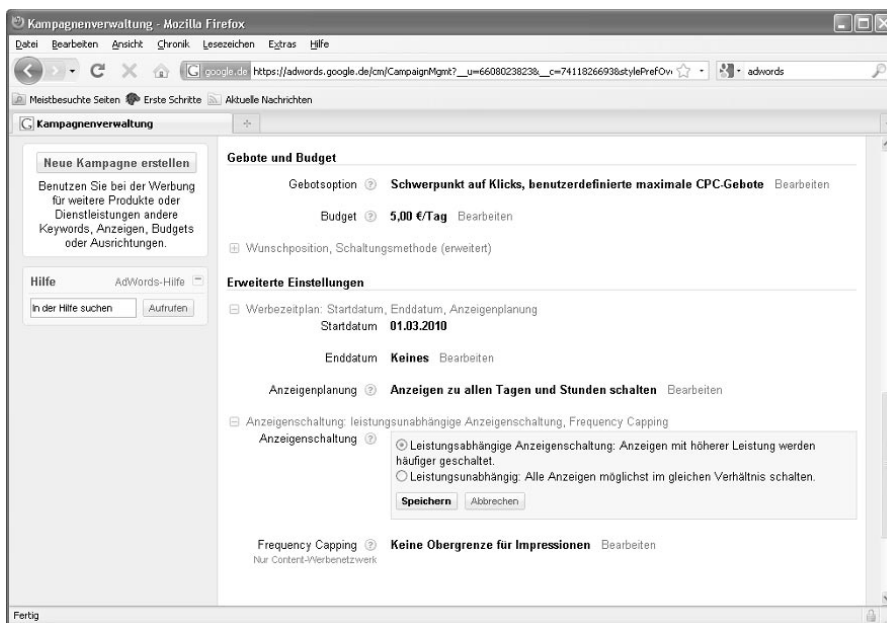 Kampagnenverwaltung - Mozilla Firefox
Datei Bearbeiten Ansicht Chronik Lesezeichen Extras Hilfe
google.de https://adwords.google.de/cm/CampaignMgmt?__u=6608023823&__c=7411826693&stylePrefOv adwords
Meistbesuchte Seiten Erste Schritte Aktuelle Nachrichten
Kampagnenverwaltung
Neue Kampagne erstellen
Benutzen Sie bei der Werbung
für weitere Produkte oder
Dienstleistungen andere
Keywords, Anzeigen, Budgets
oder Ausrichtungen.
Hilfe AdWords-Hilfe
In der Hilfe suchen Aufrufen
Gebote und Budget
Gebotsoption Schwerpunkt auf Klicks, benutzerdefinierte maximale CPC-Gebote Bearbeiten
Budget 5,00 €/Tag Bearbeiten
Wunschposition, Schaltungsmethode (erweitert)
Erweiterte Einstellungen
Werbezeitplan: Startdatum, Enddatum, Anzeigenplanung
Startdatum 01.03.2010
Enddatum Keines Bearbeiten
Anzeigenplanung Anzeigen zu allen Tagen und Stunden schalten Bearbeiten
Anzeigenschaltung: leistungsunabhängige Anzeigenschaltung, Frequency Capping
Anzeigenschaltung Leistungsabhängige Anzeigenschaltung: Anzeigen mit höherer Leistung werden
häufiger geschaltet.
Leistungsunabhängig: Alle Anzeigen möglichst im gleichen Verhältnis schalten.
Speichern Abbrechen
Frequency Capping Keine Obergrenze für Impressionen Bearbeiten
Nur Content-Werbenetzwerk
Fertig